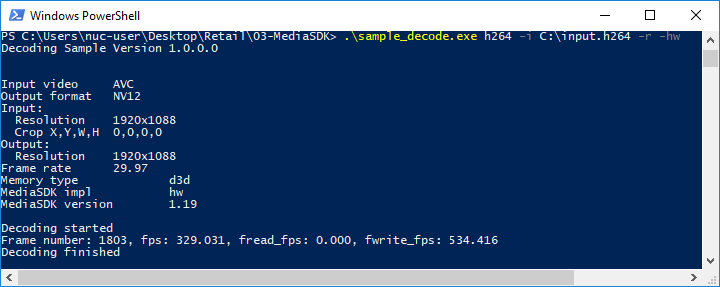 Windows PowerShell
PS C:\Users\nuc-user\Desktop\Retail\03-MediaSDK> .\sample_decode.exe h264 -i C:\input.h264 -r -hw
Decoding Sample Version 1.0.0.0
Input video    AVC
Output format  NV12
Input:
  Resolution   1920x1088
  Crop X,Y,W,H 0,0,0,0
Output:
  Resolution   1920x1088
Frame rate     29.97
Memory type            d3d
MediaSDK impl          hw
MediaSDK version       1.19
Decoding started
Frame number: 1803, fps: 329.031, fread_fps: 0.000, fwrite_fps: 534.416
Decoding finished